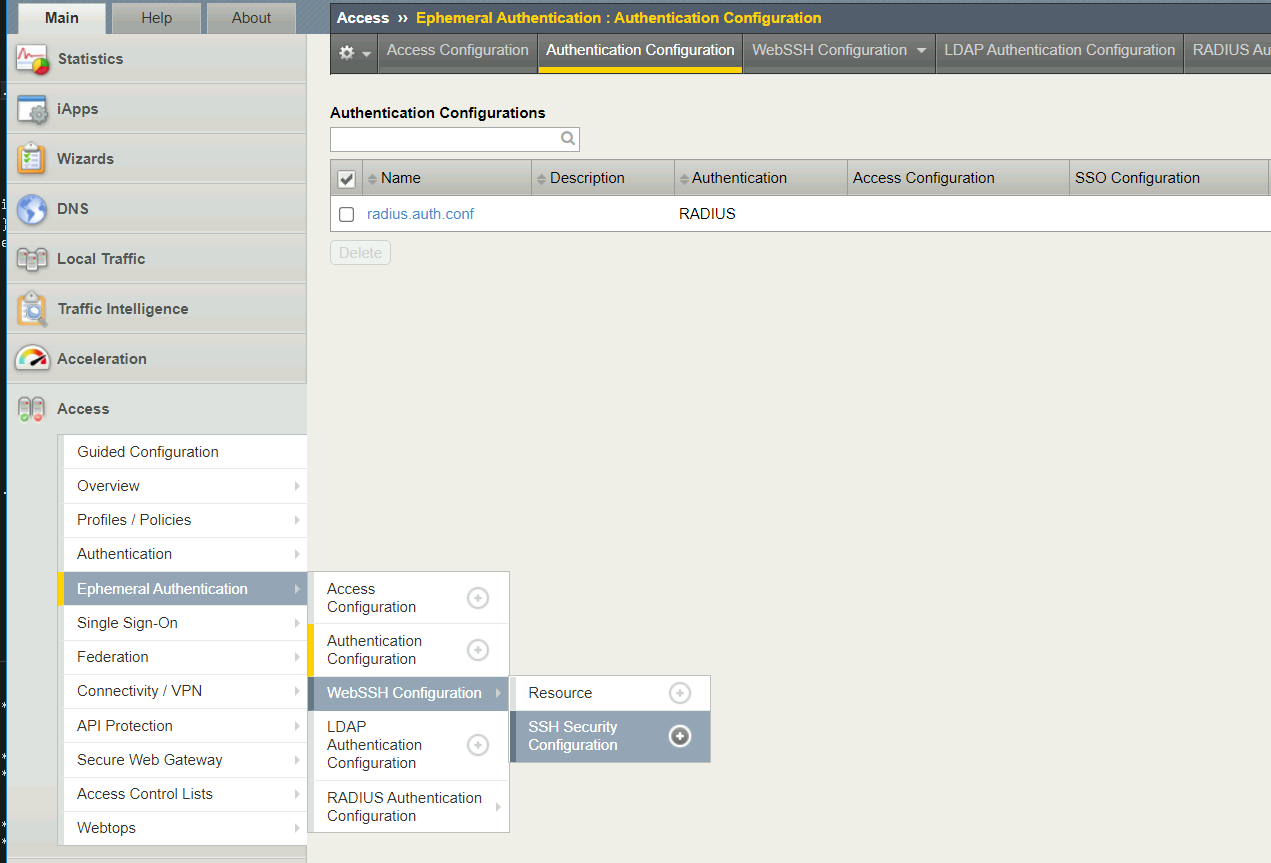 Main
Help
About
Access ›› Ephemeral Authentication : Authentication Configuration
Access Configuration
Authentication Configuration
WebSSH Configuration
LDAP Authentication Configuration
RADIUS Au
Statistics
iApps
Wizards
DNS
Local Traffic
Traffic Intelligence
Acceleration
Access
Guided Configuration
Overview
Profiles / Policies
Authentication
Ephemeral Authentication
Single Sign-On
Federation
Connectivity / VPN
API Protection
Secure Web Gateway
Access Control Lists
Webtops
Access
Configuration
Authentication
Configuration
WebSSH Configuration
LDAP
Authentication
Configuration
RADIUS Authentication
Configuration
Resource
SSH Security
Configuration
Authentication Configurations
Name
Description
Authentication
Access Configuration
SSO Configuration
radius.auth.conf
RADIUS
Delete